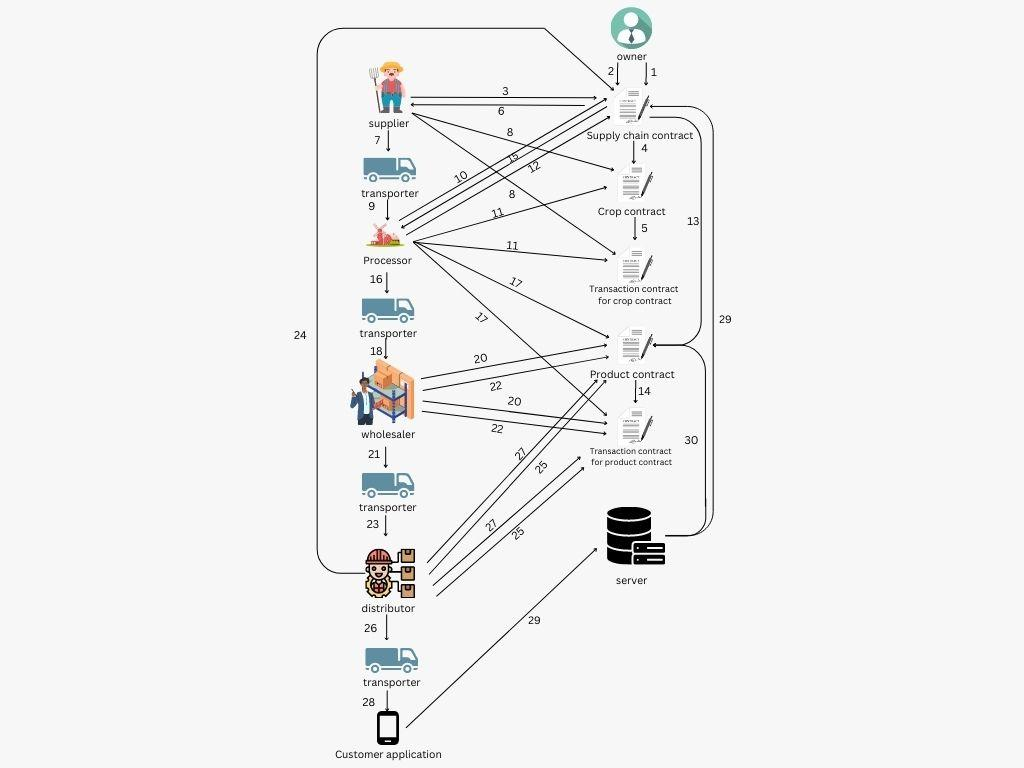 owner
2
1
3
6
supplier
Supply chain contract
7
8
4
15
12
transporter
10
8
9
Crop contract
11
13
5
11
Processor
16
17
Transaction contract
for crop contract
17
29
24
transporter
18
20
Product contract
22
14
20
22
wholesaler
30
21
27
25
Transaction contract
for product contract
transporter
23
27
25
server
distributor
26
29
transporter
28
Customer application